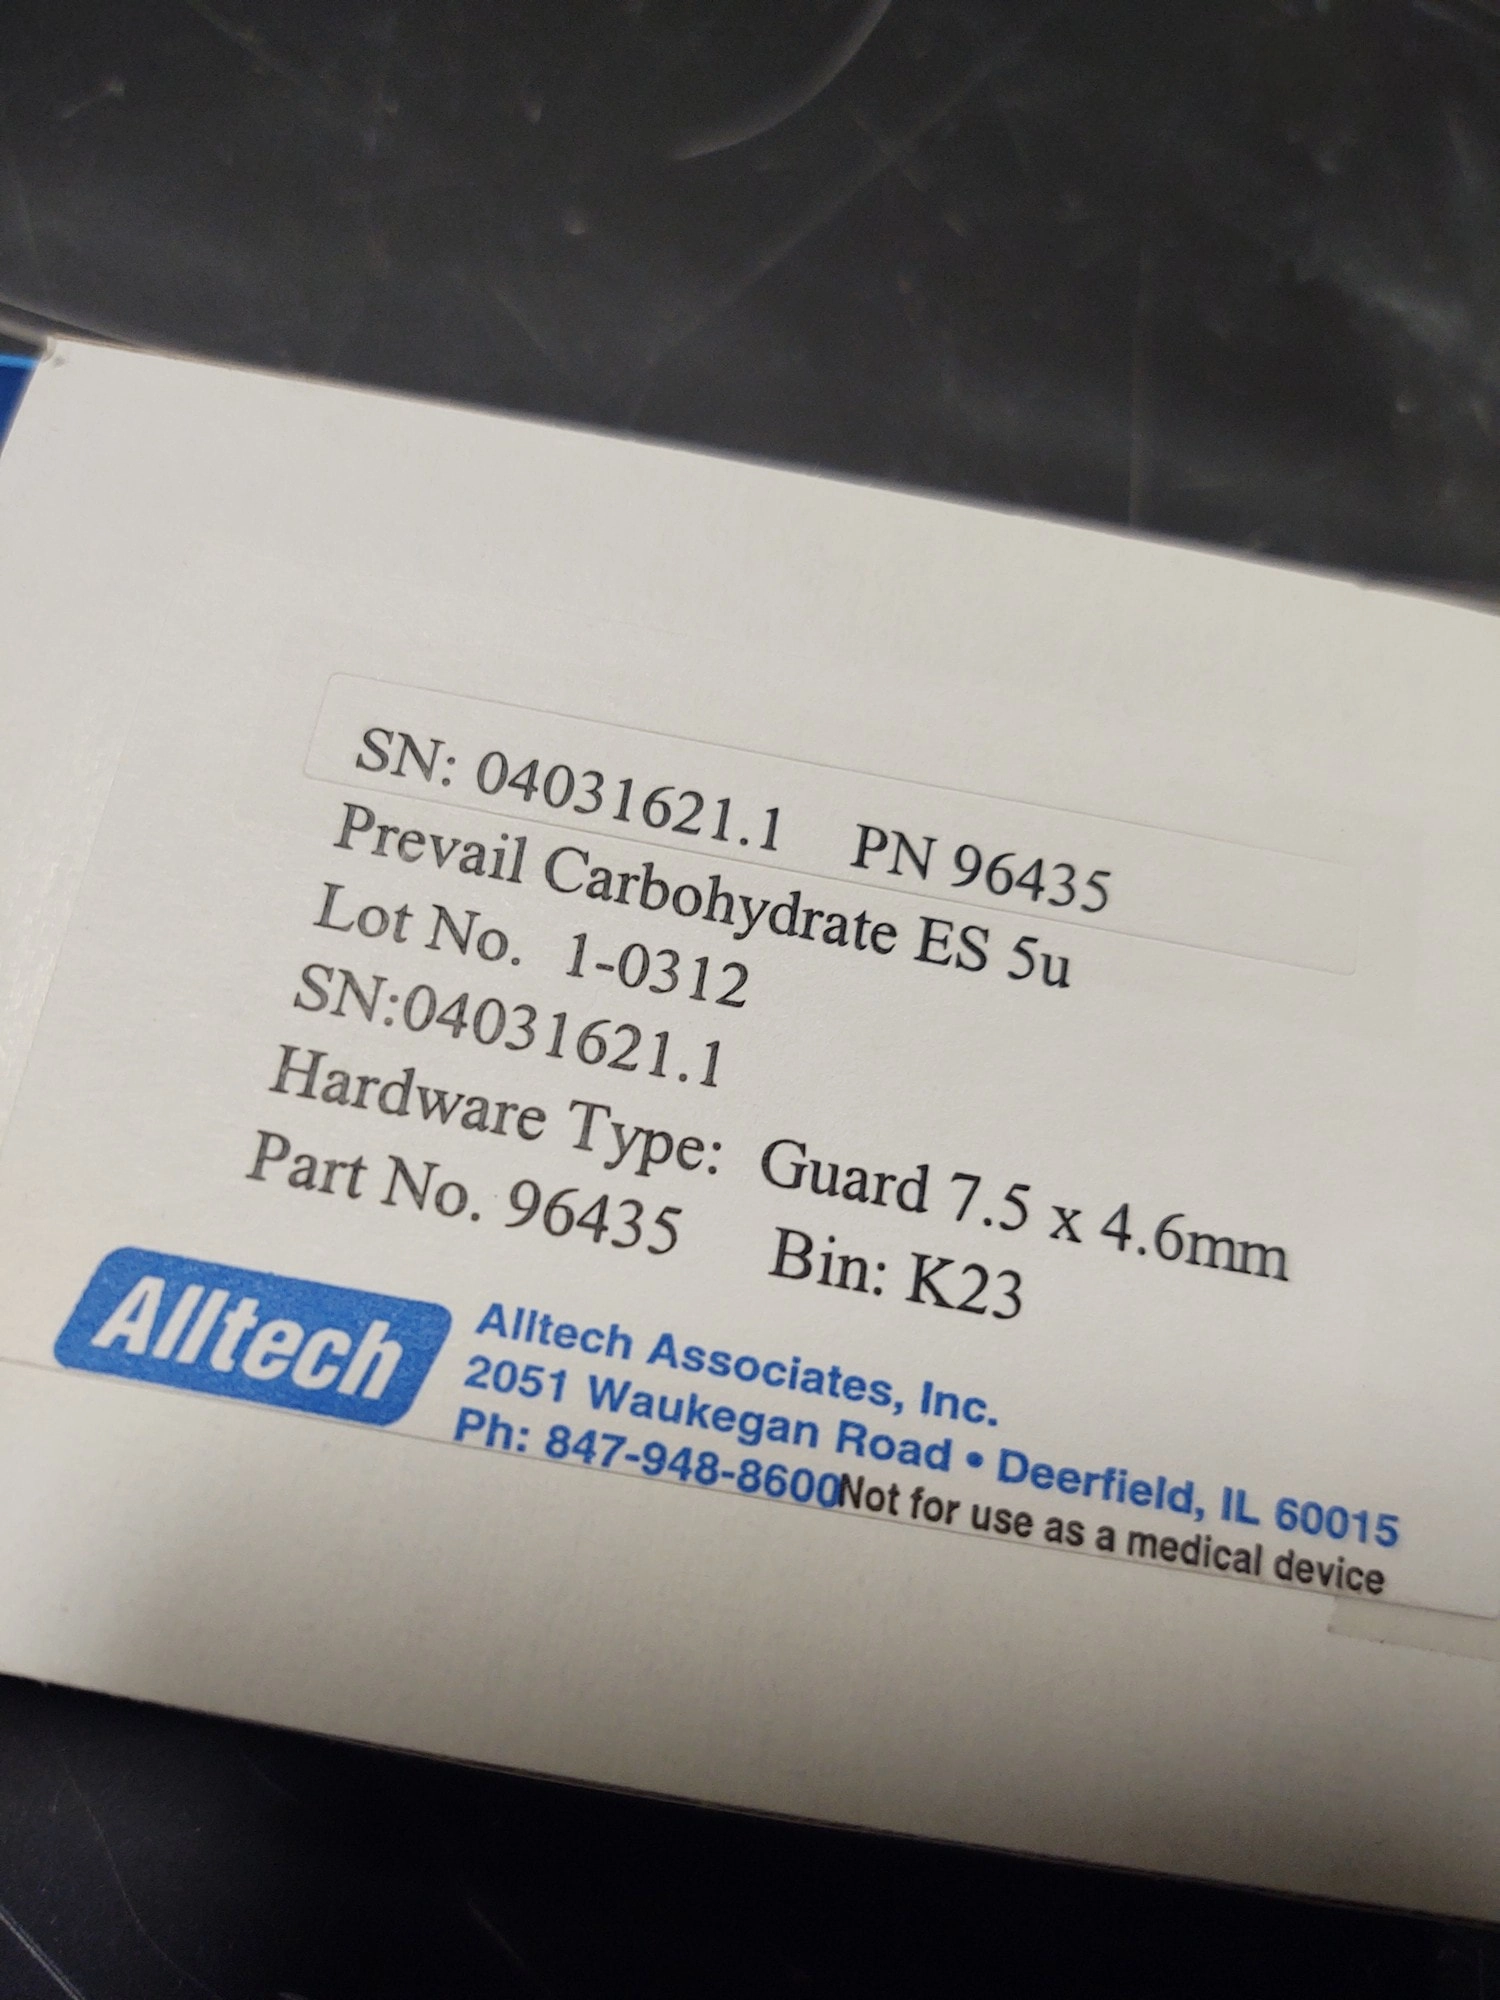 SN: 04031621.1 PN 96435
Prevail Carbohydrate ES 5u
Lot No. 1-0312
SN:04031621.1
Hardware Type: Guard 7.5 x 4.6mm
Part No. 96435 Bin: K23
Alltech
Alltech Associates, Inc.
2051 Waukegan Road • Deerfield, IL 60015
Ph: 847-948-8600Not for use as a medical device